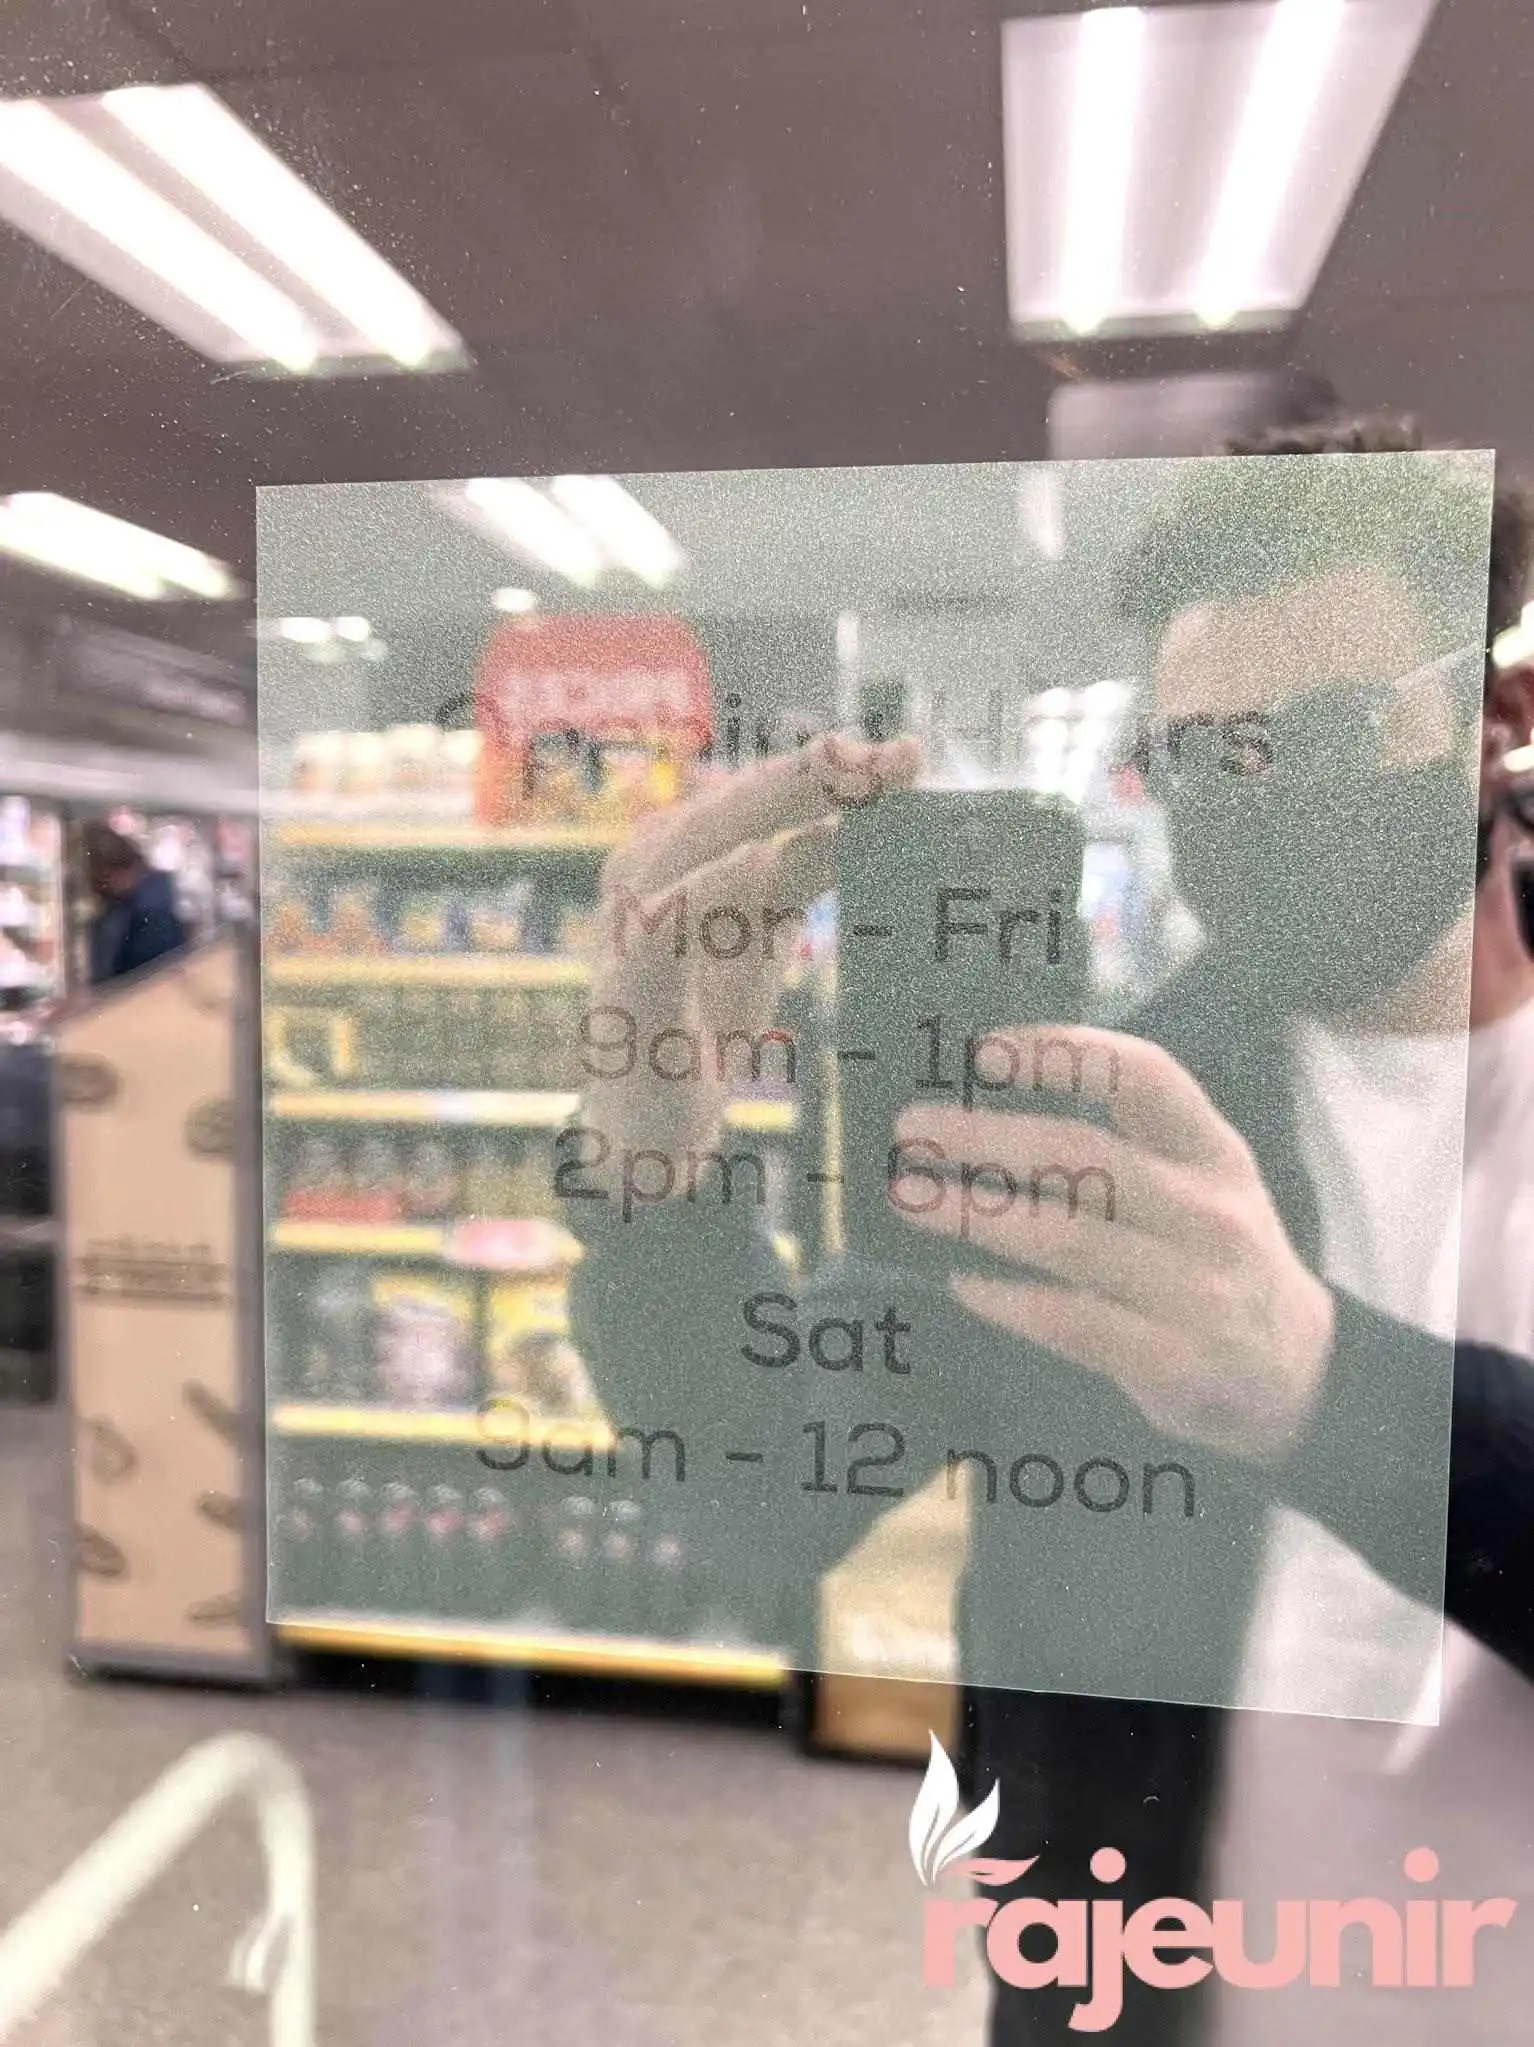 Opening Hours
Mon - Fri
9am - 1pm
2pm - 6pm
Sat
9am - 12 noon
rajeunir